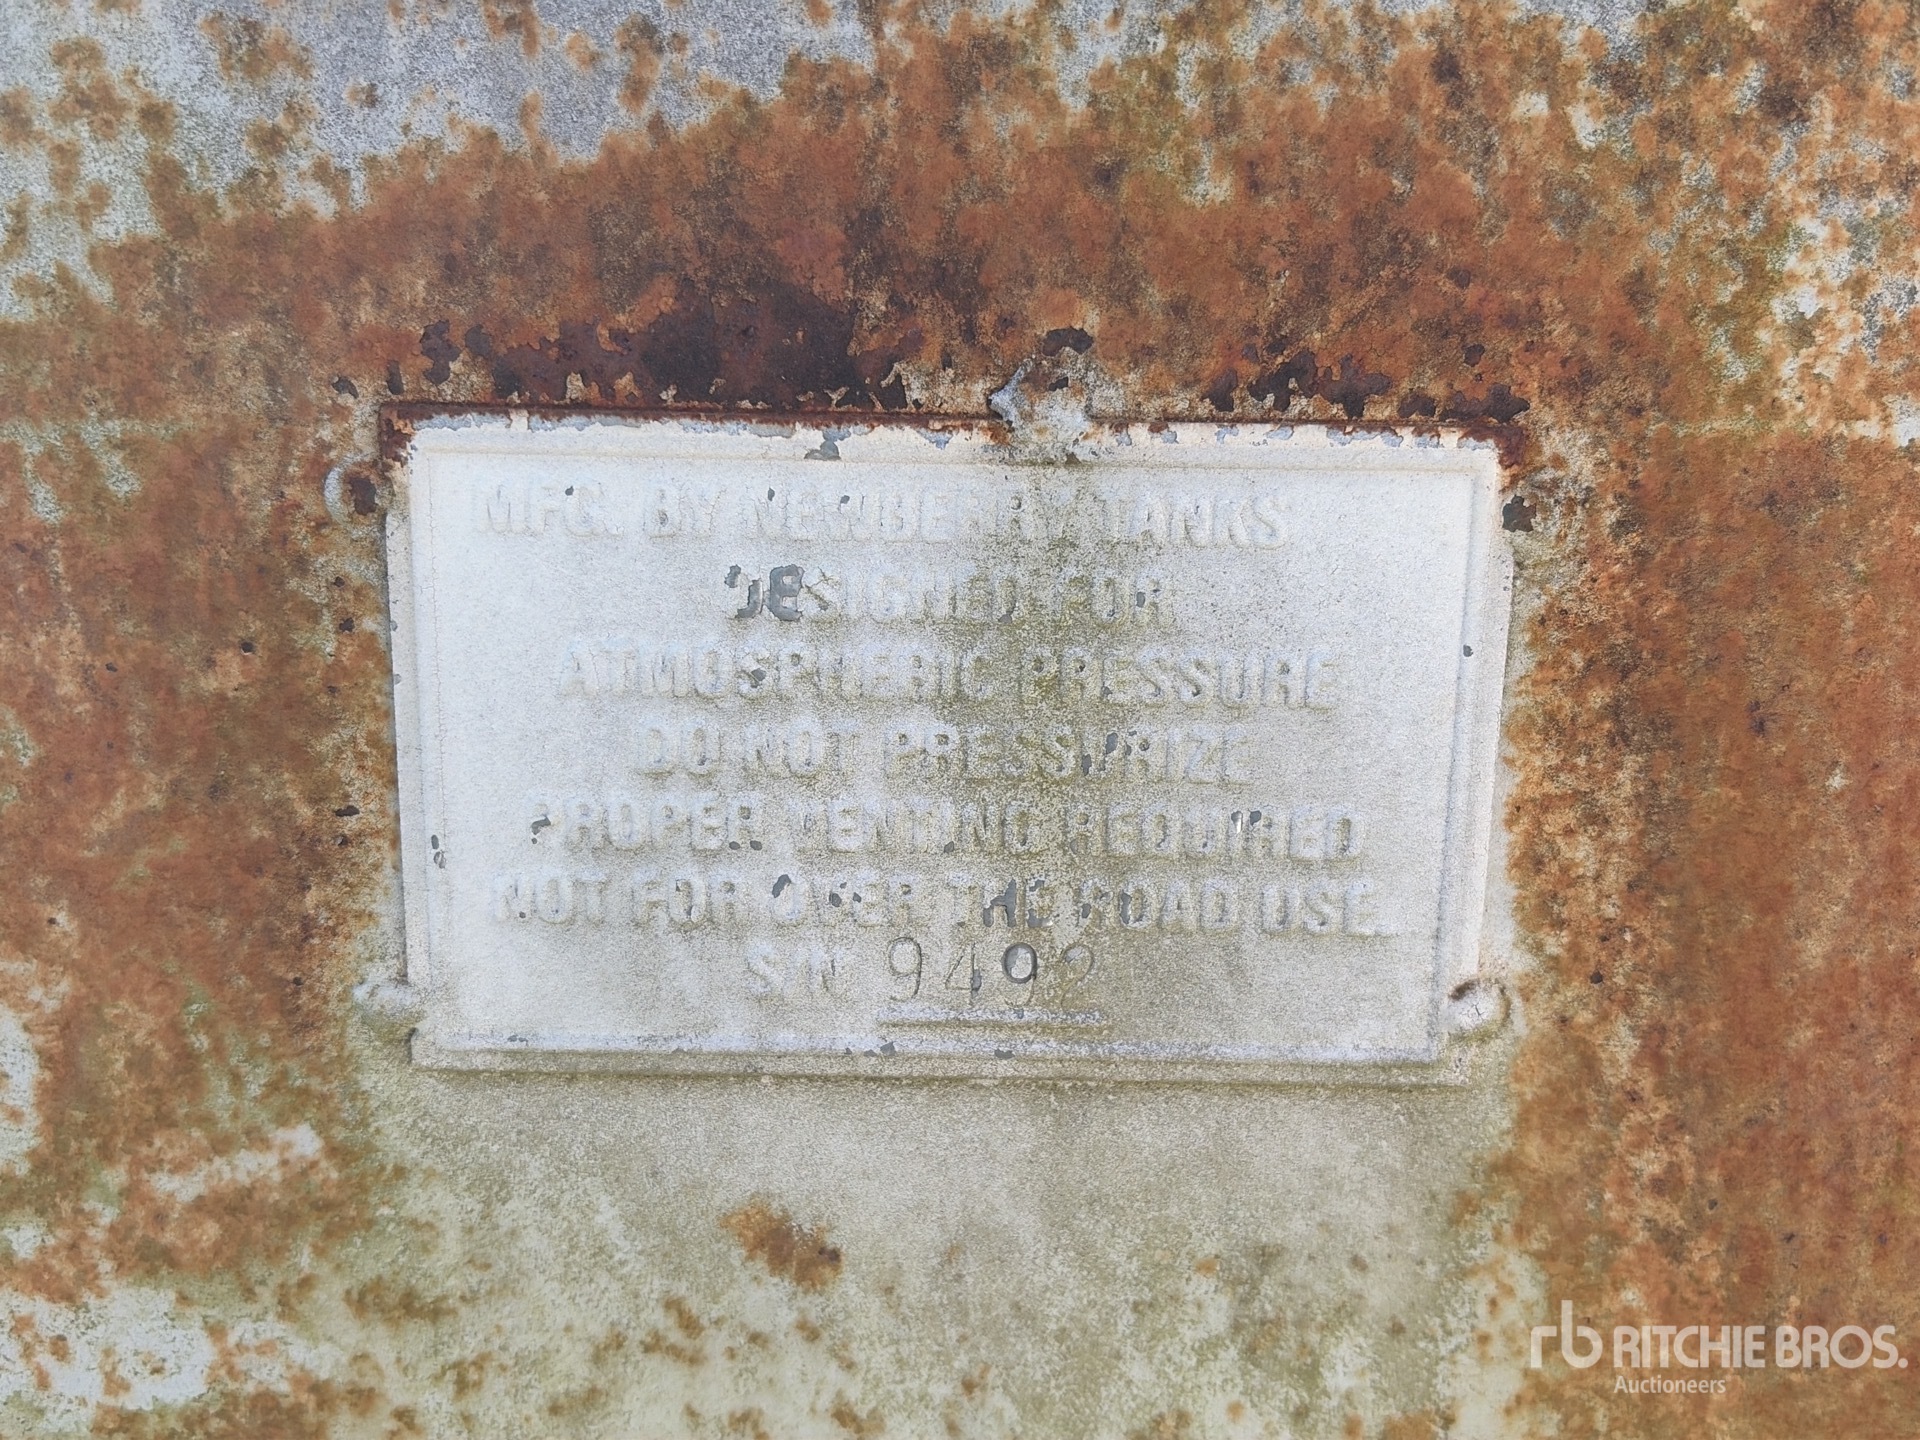 MFG. BY NEWBERRY TANKS
DESIGNED FOR
ATMOSPHERIC PRESSURE
DO NOT PRESSURIZE
PROPER VENTING REQUIRED
NOT FOR OVER THE ROAD USE.
S/N 9492
rb RITCHIE BROS.
Auctioneers